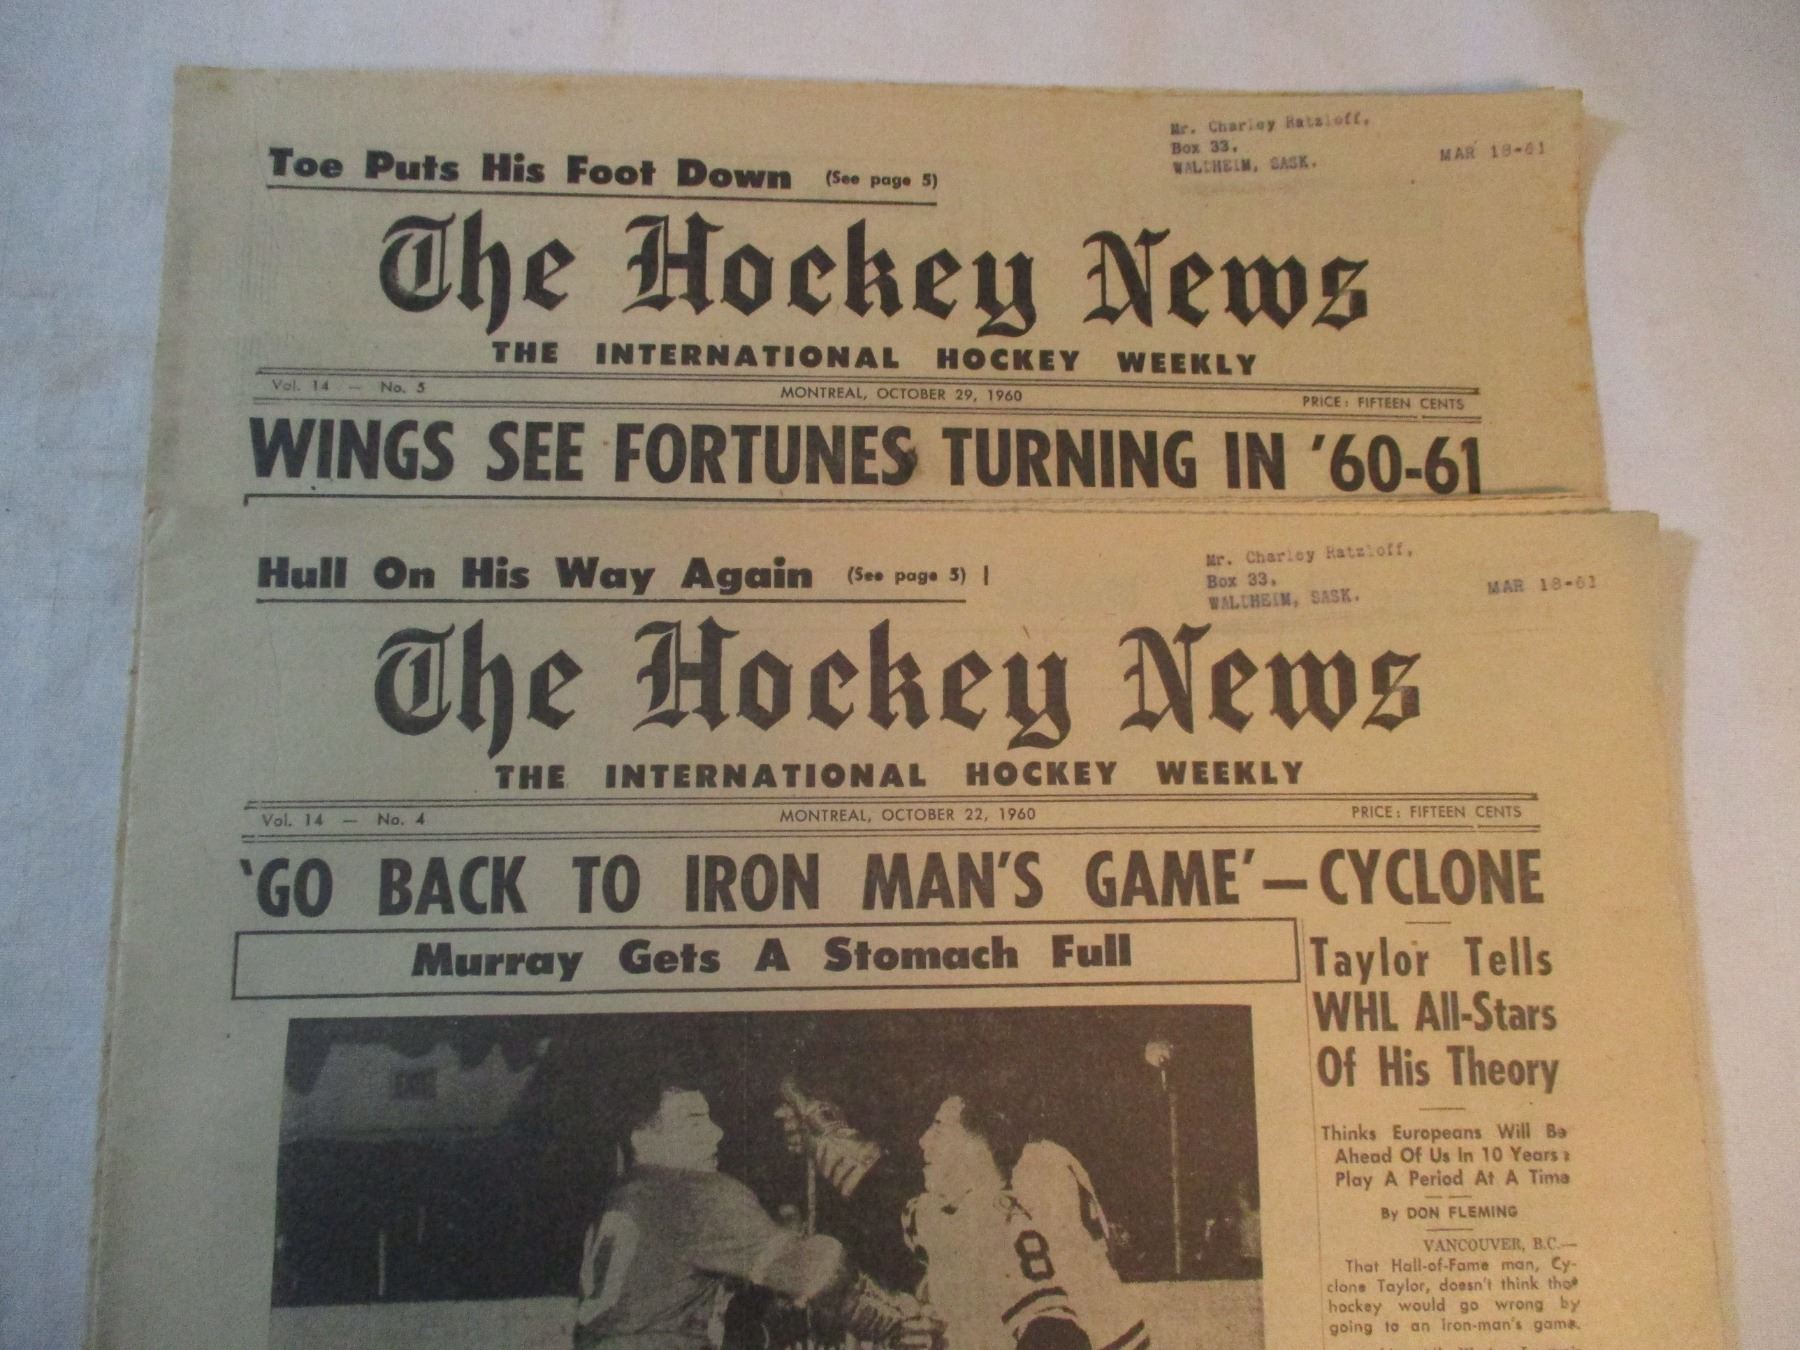 Toe Puts His Foot Down (See page 5)
Mr. Charley Ratzloff,
Box 33,
WALDHEIM, SASK.
MAR 18-61
The Hockey News
THE INTERNATIONAL HOCKEY WEEKLY
Vol. 14 — No. 5
MONTREAL, OCTOBER 29, 1960
PRICE: FIFTEEN CENTS
WINGS SEE FORTUNES TURNING IN '60-61
Hull On His Way Again (See page 5)
Mr. Charley Ratzloff,
Box 33,
WALDHEIM, SASK.
MAR 18-61
The Hockey News
THE INTERNATIONAL HOCKEY WEEKLY
Vol. 14 — No. 4
MONTREAL, OCTOBER 22, 1960
PRICE: FIFTEEN CENTS
'GO BACK TO IRON MAN'S GAME'—CYCLONE
Murray Gets A Stomach Full
8
Taylor Tells
WHL All-Stars
Of His Theory
Thinks Europeans Will Be
Ahead Of Us In 10 Years;
Play A Period At A Time
By DON FLEMING
VANCOUVER, B.C.—
That Hall-of-Fame man, Cy-
clone Taylor, doesn't think that
hockey would go wrong by
going to an iron-man's game.